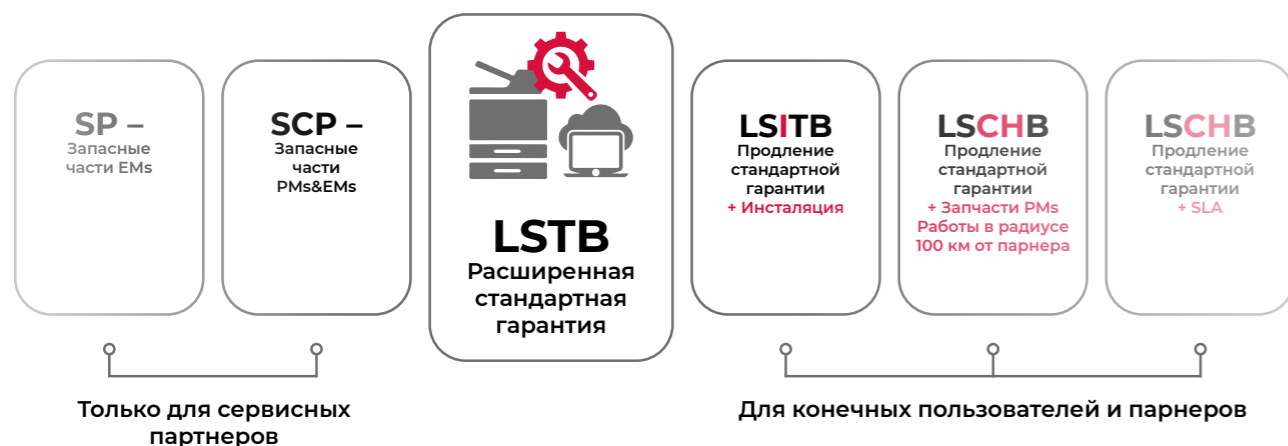 SP –
Запасные
части EMs
SCP –
Запасные
части
PMs&EMs
LSTB
Расширенная
стандартная
гарантия
LSITB
Продление
стандартной
гарантии
+ Инсталяция
LSCHB
Продление
стандартной
гарантии
+ Запчасти PMs
Работы в радиусе
100 км от парнера
LSCHB
Продление
стандартной
гарантии
+ SLA
Только для сервисных
партнеров
Для конечных пользователей и парнеров